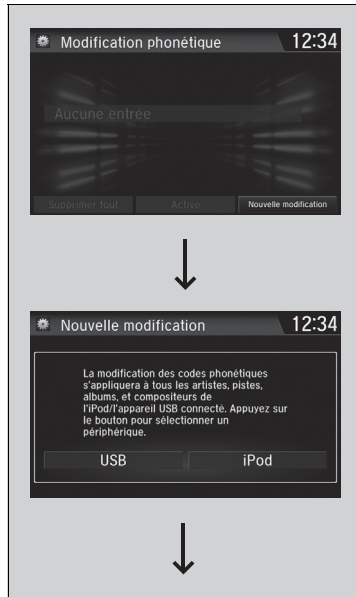 Modification phonétique 12:34
Aucune entrée
Supprimer tout Activé Nouvelle modification
Nouvelle modification 12:34
La modification des codes phonétiques
s'appliquera à tous les artistes, pistes,
albums, et compositeurs de
l'iPod/l'appareil USB connecté. Appuyez sur
le bouton pour sélectionner un
périphérique.
USB iPod